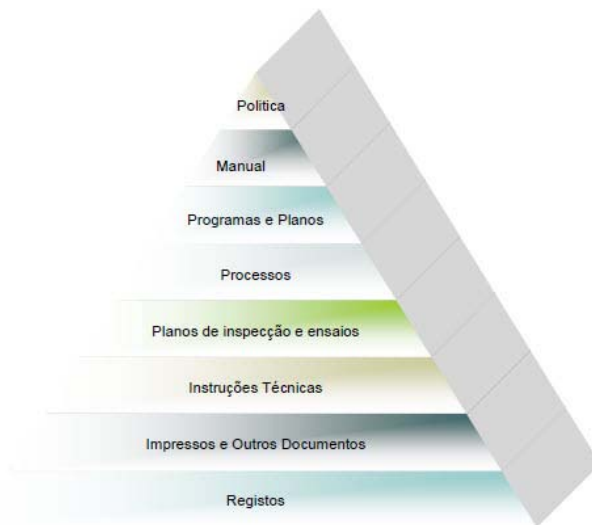 Politica
Manual
Programas e Planos
Processos
Planos de inspecção e ensaios
Instruções Técnicas
Impressos e Outros Documentos
Registos